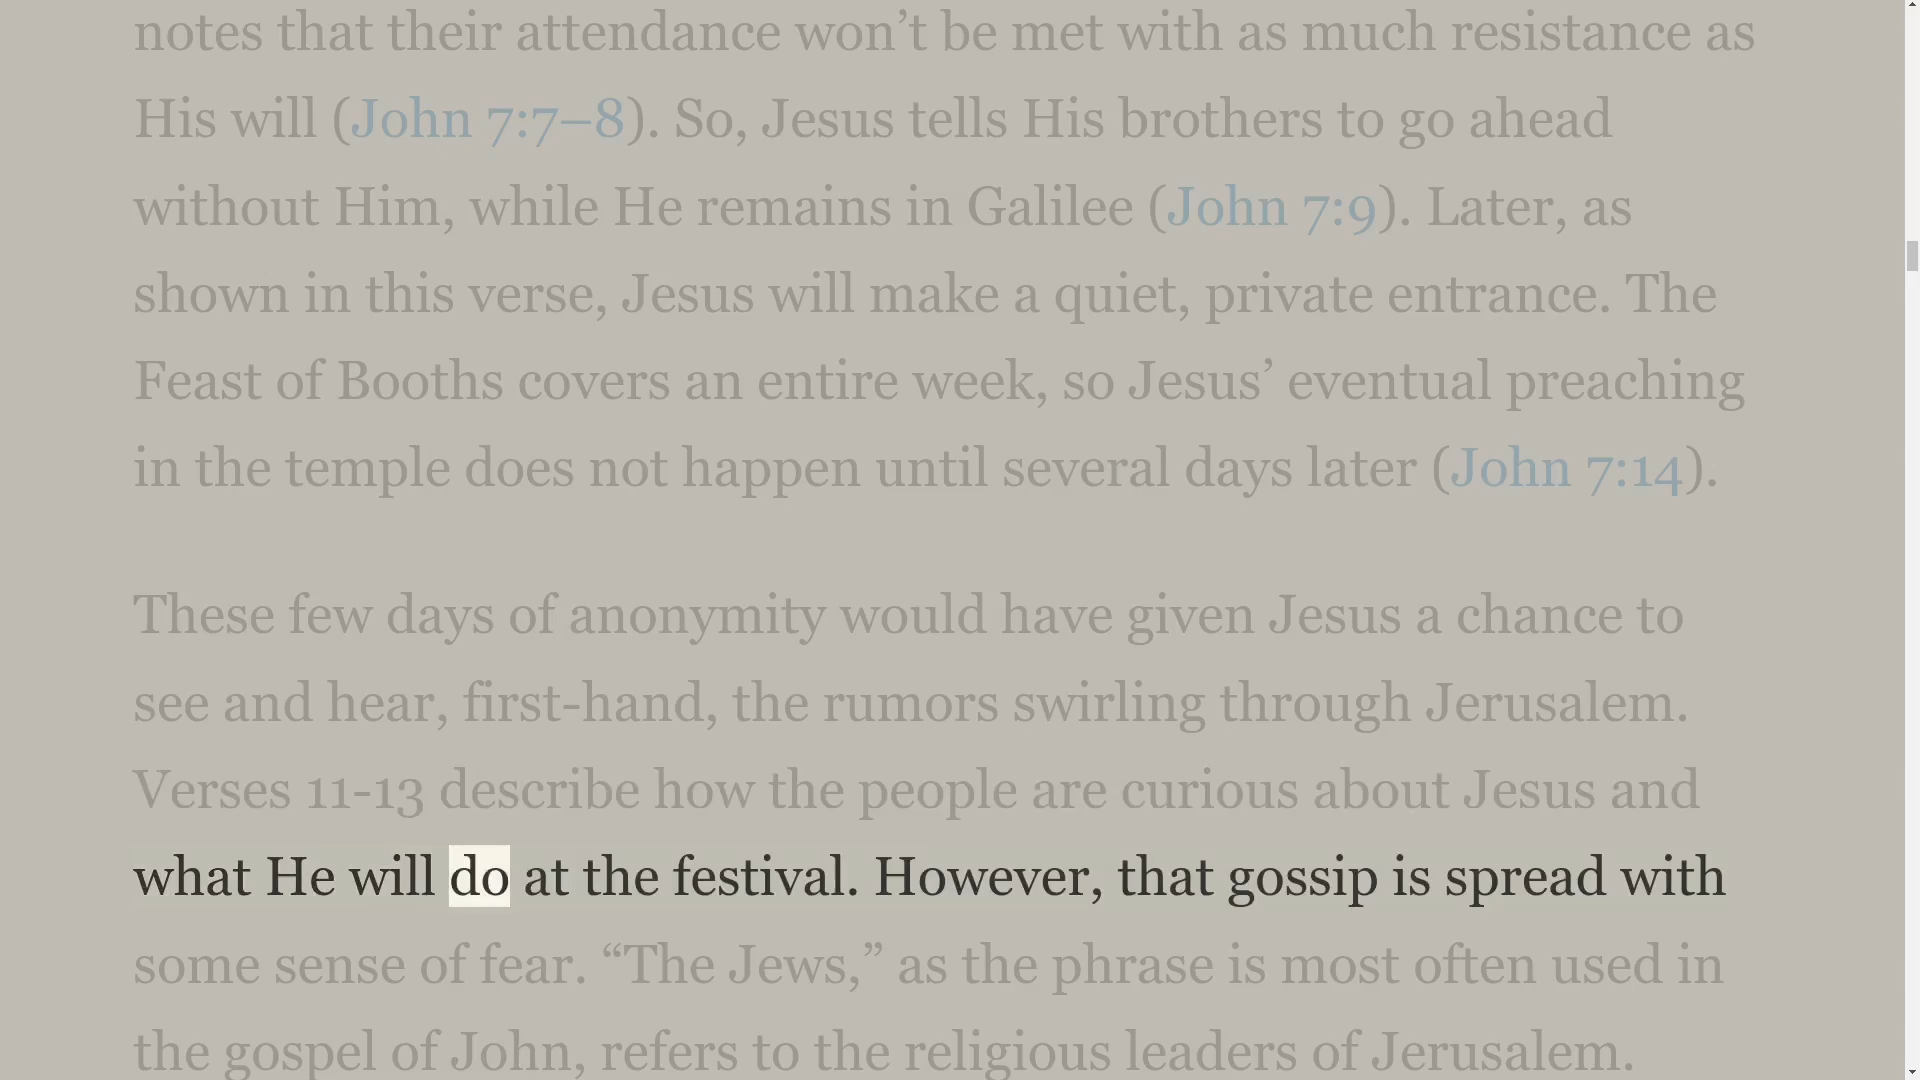 notes that their attendance won’t be met with as much resistance as
His will (John 7:7–8). So, Jesus tells His brothers to go ahead
without Him, while He remains in Galilee (John 7:9). Later, as
shown in this verse, Jesus will make a quiet, private entrance. The
Feast of Booths covers an entire week, so Jesus’ eventual preaching
in the temple does not happen until several days later (John 7:14).
These few days of anonymity would have given Jesus a chance to
see and hear, first-hand, the rumors swirling through Jerusalem.
Verses 11-13 describe how the people are curious about Jesus and
what He will do at the festival. However, that gossip is spread with
some sense of fear. “The Jews,” as the phrase is most often used in
the gospel of John, refers to the religious leaders of Jerusalem.